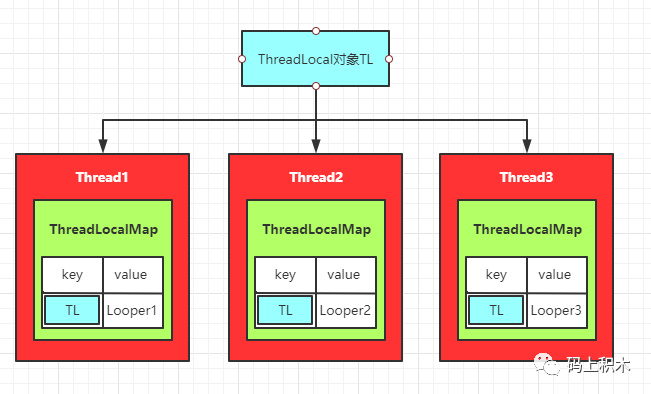 ThreadLocal对象TL
Thread1
Thread2
Thread3
ThreadLocalMap
ThreadLocalMap
ThreadLocalMap
key value
key value
key value
TL Looper1
TL Looper2
TL Looper3
码上积木